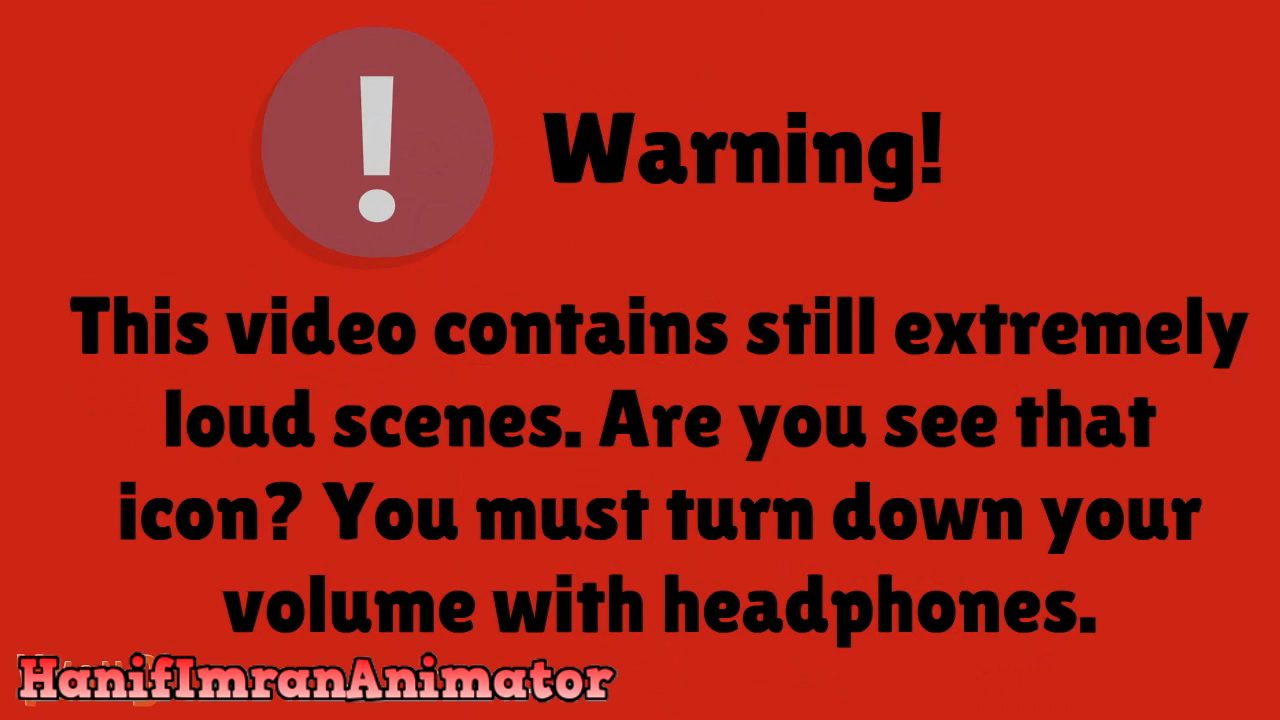 !
Warning!
This video contains still extremely
loud scenes. Are you see that
icon? You must turn down your
volume with headphones.
HanifImranAnimator